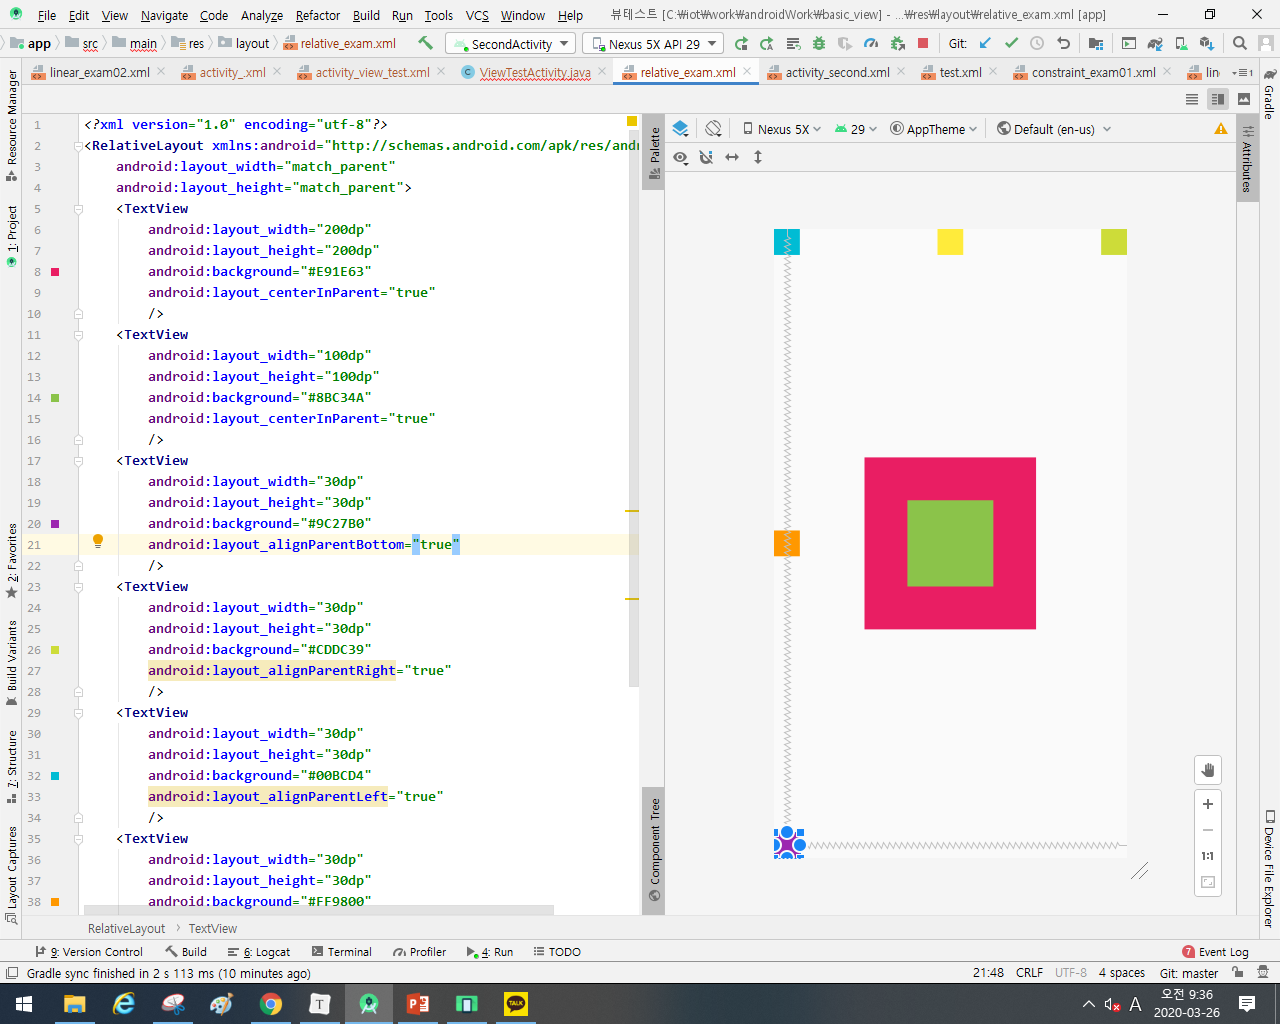 File Edit View Navigate Code Analyze Refactor Build Run Tools VCS Window Help 뷰테스트 [C:₩iot₩work₩androidWork₩basic_view] - ...₩res₩layout₩relative_exam.xml [app]
app src main res layout relative_exam.xml SecondActivity Nexus 5X API 29 Git:
linear_exam02.xml activity_.xml activity_view_test.xml ViewTestActivity.java relative_exam.xml activity_second.xml test.xml constraint_exam01.xml
Resource Manager
1: Project
2: Favorites
Build Variants
7: Structure
Layout Captures
1 <?xml version="1.0" encoding="utf-8"?>
2 <RelativeLayout xmlns:android="http://schemas.android.com/apk/res/andr
3 android:layout_width="match_parent"
4 android:layout_height="match_parent">
5 <TextView
6 android:layout_width="200dp"
7 android:layout_height="200dp"
8 android:background="#E91E63"
9 android:layout_centerInParent="true"
10 />
11 <TextView
12 android:layout_width="100dp"
13 android:layout_height="100dp"
14 android:background="#8BC34A"
15 android:layout_centerInParent="true"
16 />
17 <TextView
18 android:layout_width="30dp"
19 android:layout_height="30dp"
20 android:background="#9C27B0"
21 android:layout_alignParentBottom="true"
22 />
23 <TextView
24 android:layout_width="30dp"
25 android:layout_height="30dp"
26 android:background="#CDDC39"
27 android:layout_alignParentRight="true"
28 />
29 <TextView
30 android:layout_width="30dp"
31 android:layout_height="30dp"
32 android:background="#00BCD4"
33 android:layout_alignParentLeft="true"
34 />
35 <TextView
36 android:layout_width="30dp"
37 android:layout_height="30dp"
38 android:background="#FF9800"
Palette
Component Tree
Nexus 5X 29 AppTheme Default (en-us)
1:1
Gradle
Attributes
Device File Explorer
RelativeLayout TextView
9: Version Control Build 6: Logcat Terminal Profiler 4: Run TODO 7 Event Log
Gradle sync finished in 2 s 113 ms (10 minutes ago) 21:48 CRLF UTF-8 4 spaces Git: master
T TALK A 오전 9:36
2020-03-26